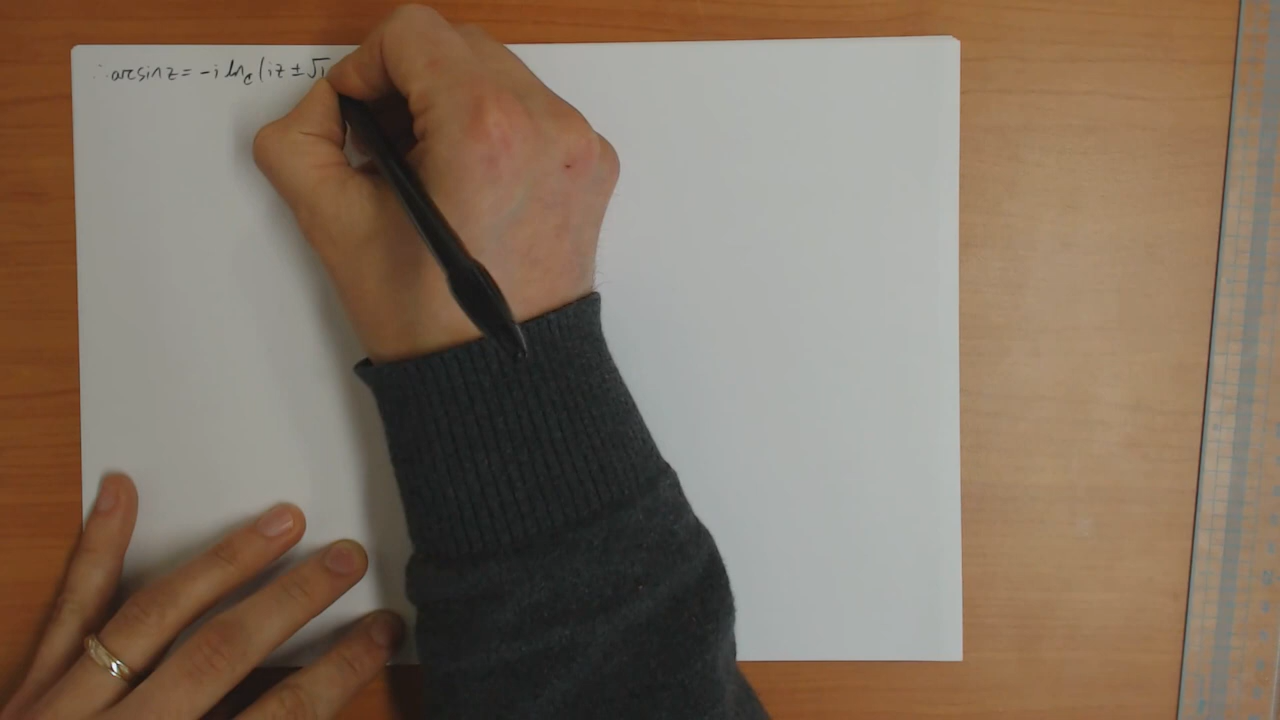 ∴ arcsin z = -i ln_c (iz ± √1